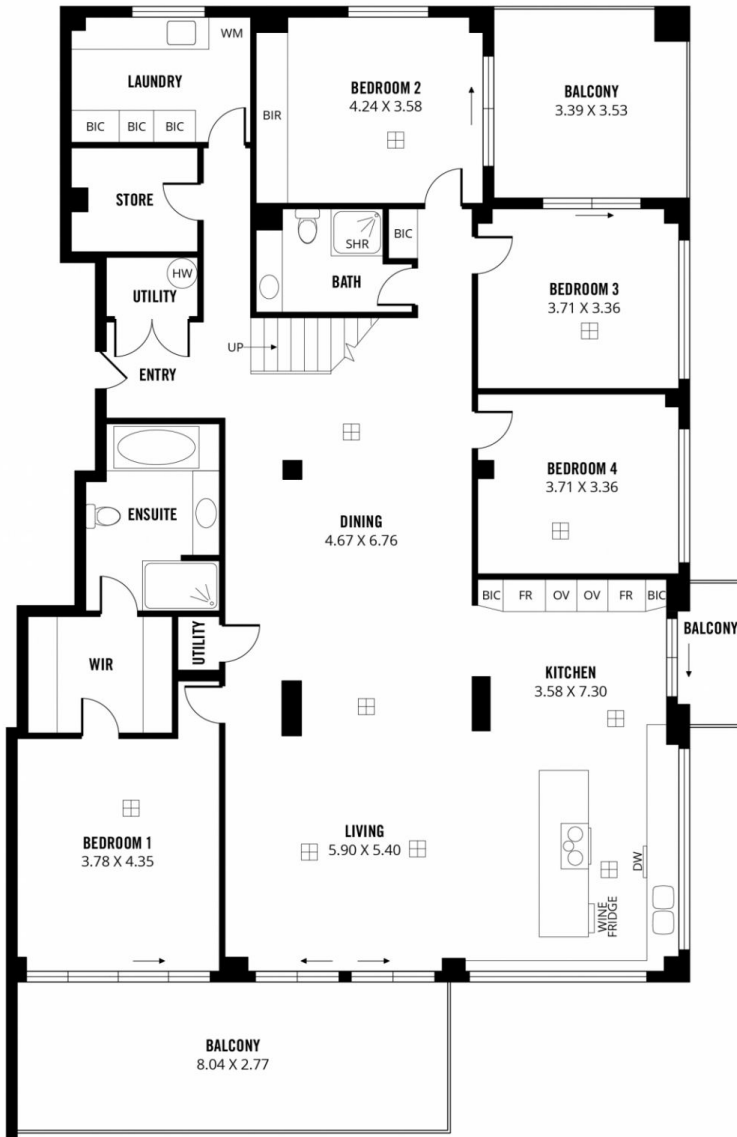 WM
LAUNDRY
BIC BIC BIC
BIR
BEDROOM 2
4.24 X 3.58
BALCONY
3.39 X 3.53
STORE
SHR
BIC
BATH
HW
UTILITY
BEDROOM 3
3.71 X 3.36
UP
ENTRY
BEDROOM 4
3.71 X 3.36
ENSUITE
DINING
4.67 X 6.76
BIC FR OV OV FR BIC
BALCONY
UTILITY
WIR
KITCHEN
3.58 X 7.30
BEDROOM 1
3.78 X 4.35
LIVING
5.90 X 5.40
DW
WINE
FRIDGE
BALCONY
8.04 X 2.77